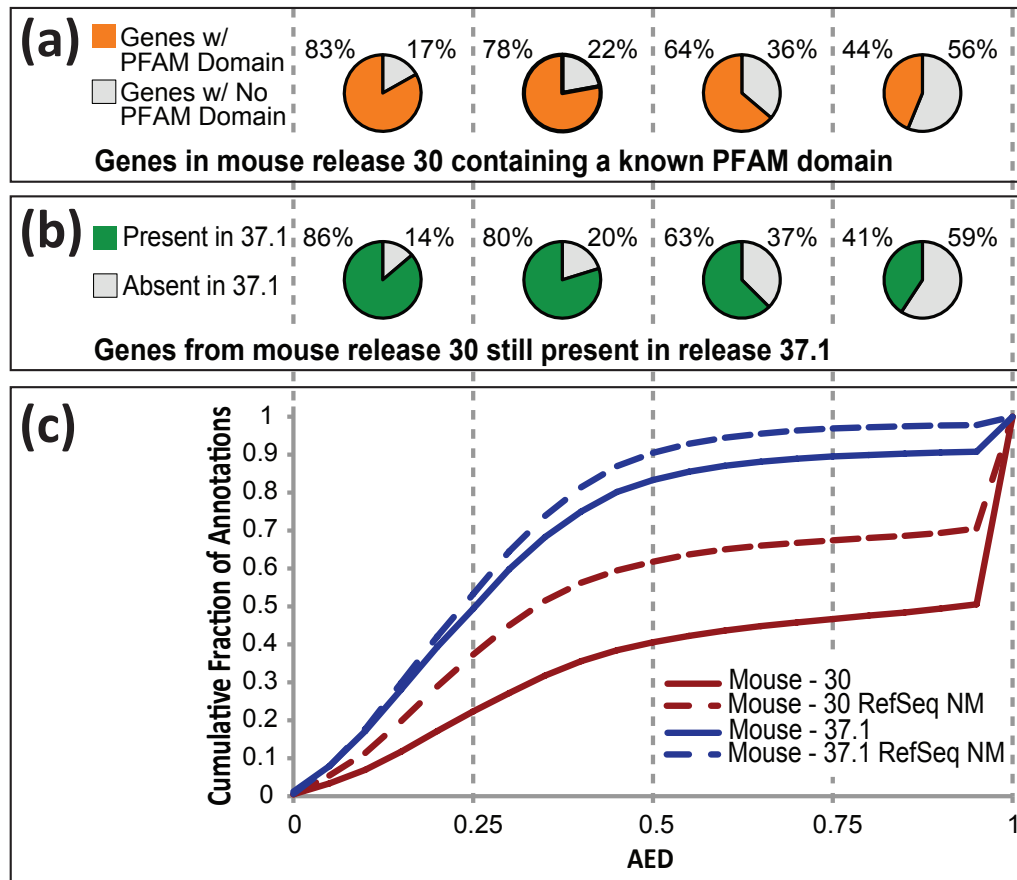 (a)
Genes w/
PFAM Domain
Genes w/ No
PFAM Domain
83% 17% 78% 22% 64% 36% 44% 56%
Genes in mouse release 30 containing a known PFAM domain
(b)
Present in 37.1
Absent in 37.1
86% 14% 80% 20% 63% 37% 41% 59%
Genes from mouse release 30 still present in release 37.1
(c)
Cumulative Fraction of Annotations
1
0.9
0.8
0.7
0.6
0.5
0.4
0.3
0.2
0.1
0
Mouse - 30
Mouse - 30 RefSeq NM
Mouse - 37.1
Mouse - 37.1 RefSeq NM
0 0.25 0.5 0.75 1
AED